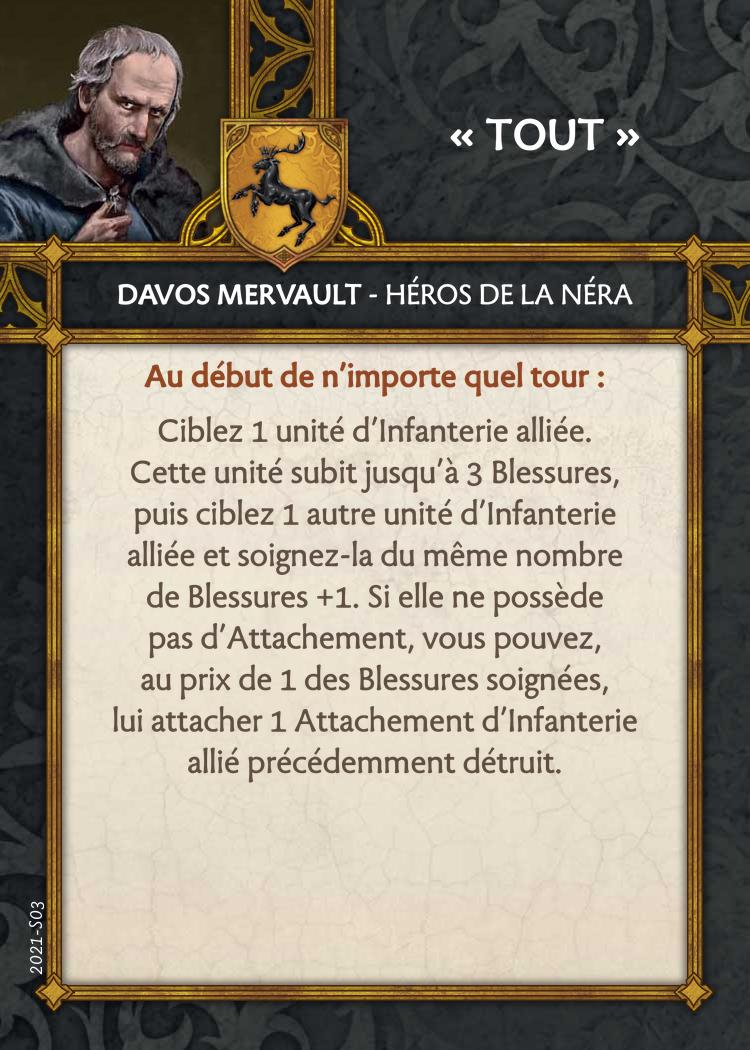 « TOUT »
DAVOS MERVAULT - HÉROS DE LA NÉRA
Au début de n’importe quel tour :
Ciblez 1 unité d’Infanterie alliée.
Cette unité subit jusqu’à 3 Blessures,
puis ciblez 1 autre unité d’Infanterie
alliée et soignez-la du même nombre
de Blessures +1. Si elle ne possède
pas d’Attachement, vous pouvez,
au prix de 1 des Blessures soignées,
lui attacher 1 Attachement d’Infanterie
allié précédemment détruit.
2021-S03